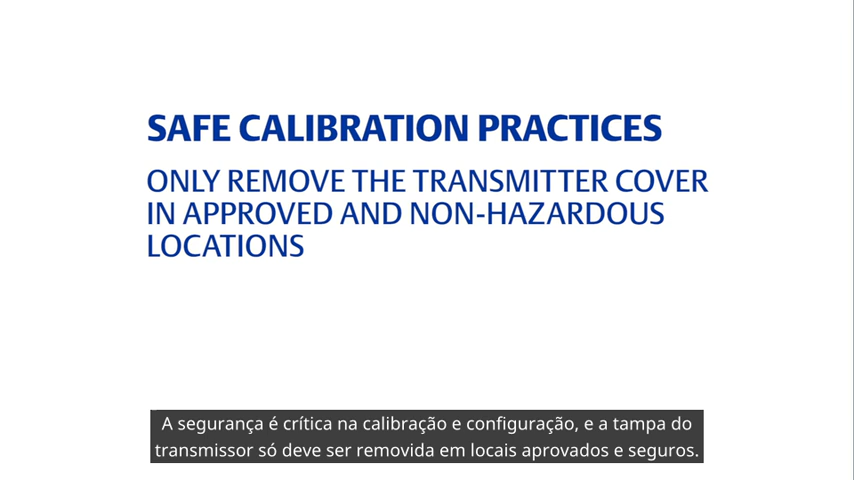 SAFE CALIBRATION PRACTICES
ONLY REMOVE THE TRANSMITTER COVER
IN APPROVED AND NON-HAZARDOUS
LOCATIONS
A segurança é crítica na calibração e configuração, e a tampa do
transmissor só deve ser removida em locais aprovados e seguros.